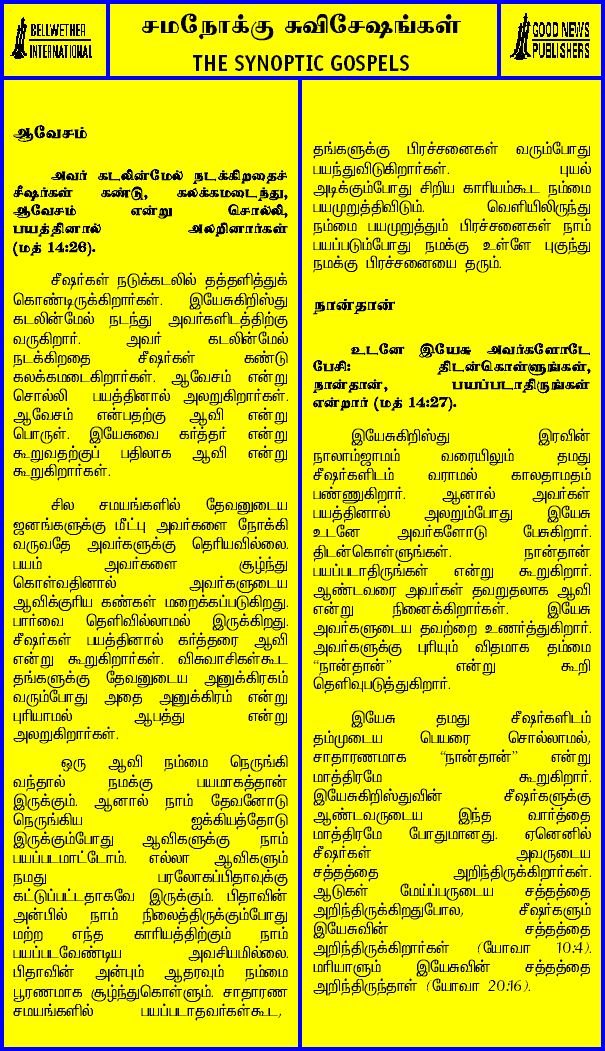 BELLWETHER
INTERNATIONAL
சமநோக்கு சுவிசேஷங்கள்
THE SYNOPTIC GOSPELS
GOOD NEWS
PUBLISHERS
ஆவேசம்
அவர் கடலின்மேல் நடக்கிறதைச்
சீஷர்கள் கண்டு, கலக்கமடைந்து,
ஆவேசம் என்று சொல்லி,
பயத்தினால் அலறினார்கள்
(மத் 14:26).
சீஷர்கள் நடுக்கடலில் தத்தளித்துக்
கொண்டிருக்கிறார்கள். இயேசுகிறிஸ்து
கடலின்மேல் நடந்து அவர்களிடத்திற்கு
வருகிறார். அவர் கடலின்மேல்
நடக்கிறதை சீஷர்கள் கண்டு
கலக்கமடைகிறார்கள். ஆவேசம் என்று
சொல்லி பயத்தினால் அலறுகிறார்கள்.
ஆவேசம் என்பதற்கு ஆவி என்று
பொருள். இயேசுவை கர்த்தர் என்று
கூறுவதற்குப் பதிலாக ஆவி என்று
கூறுகிறார்கள்.
சில சமயங்களில் தேவனுடைய
ஜனங்களுக்கு மீட்பு அவர்களை நோக்கி
வருவதே அவர்களுக்கு தெரியவில்லை.
பயம் அவர்களை சூழ்ந்து
கொள்வதினால் அவர்களுடைய
ஆவிக்குரிய கண்கள் மறைக்கப்படுகிறது.
பார்வை தெளிவில்லாமல் இருக்கிறது.
சீஷர்கள் பயத்தினால் கர்த்தரை ஆவி
என்று கூறுகிறார்கள். விசுவாசிகள்கூட
தங்களுக்கு தேவனுடைய அனுக்கிரகம்
வரும்போது அதை அனுக்கிரம் என்று
புரியாமல் ஆபத்து என்று
அலறுகிறார்கள்.
ஒரு ஆவி நம்மை நெருங்கி
வந்தால் நமக்கு பயமாகத்தான்
இருக்கும். ஆனால் நாம் தேவனோடு
நெருங்கிய ஐக்கியத்தோடு
இருக்கும்போது ஆவிகளுக்கு நாம்
பயப்படமாட்டோம். எல்லா ஆவிகளும்
நமது பரலோகப்பிதாவுக்கு
கட்டுப்பட்டதாகவே இருக்கும். பிதாவின்
அன்பில் நாம் நிலைத்திருக்கும்போது
மற்ற எந்த காரியத்திற்கும் நாம்
பயப்படவேண்டிய அவசியமில்லை.
பிதாவின் அன்பும் ஆதரவும் நம்மை
பூரணமாக சூழ்ந்துகொள்ளும். சாதாரண
சமயங்களில் பயப்படாதவர்கள்கூட,
தங்களுக்கு பிரச்சனைகள் வரும்போது
பயந்துவிடுகிறார்கள். புயல்
அடிக்கும்போது சிறிய காரியம்கூட நம்மை
பயமுறுத்திவிடும். வெளியிலிருந்து
நம்மை பயமுறுத்தும் பிரச்சனைகள் நாம்
பயப்படும்போது நமக்கு உள்ளே புகுந்து
நமக்கு பிரச்சனையை தரும்.
நான்தான்
உடனே இயேசு அவர்களோடே
பேசி: திடன்கொள்ளுங்கள்,
நான்தான், பயப்படாதிருங்கள்
என்றார் (மத் 14:27).
இயேசுகிறிஸ்து இரவின்
நாலாம்ஜாமம் வரையிலும் தமது
சீஷர்களிடம் வராமல் காலதாமதம்
பண்ணுகிறார். ஆனால் அவர்கள்
பயத்தினால் அலறும்போது இயேசு
உடனே அவர்களோடு பேசுகிறார்.
திடன்கொள்ளுங்கள். நான்தான்
பயப்படாதிருங்கள் என்று கூறுகிறார்.
ஆண்டவரை அவர்கள் தவறுதலாக ஆவி
என்று நினைக்கிறார்கள். இயேசு
அவர்களுடைய தவற்றை உணர்த்துகிறார்.
அவர்களுக்கு புரியும் விதமாக தம்மை
“நான்தான்” என்று கூறி
தெளிவுபடுத்துகிறார்.
இயேசு தமது சீஷர்களிடம்
தம்முடைய பெயரை சொல்லாமல்,
சாதாரணமாக “நான்தான்” என்று
மாத்திரமே கூறுகிறார்.
இயேசுகிறிஸ்துவின் சீஷர்களுக்கு
ஆண்டவருடைய இந்த வார்த்தை
மாத்திரமே போதுமானது. ஏனெனில்
சீஷர்கள் அவருடைய
சத்தத்தை அறிந்திருக்கிறார்கள்.
ஆடுகள் மேய்ப்பருடைய சத்தத்தை
அறிந்திருக்கிறதுபோல, சீஷர்களும்
இயேசுவின் சத்தத்தை
அறிந்திருக்கிறார்கள் (யோவா 10:4).
மரியாளும் இயேசுவின் சத்தத்தை
அறிந்திருந்தாள் (யோவா 20:16).